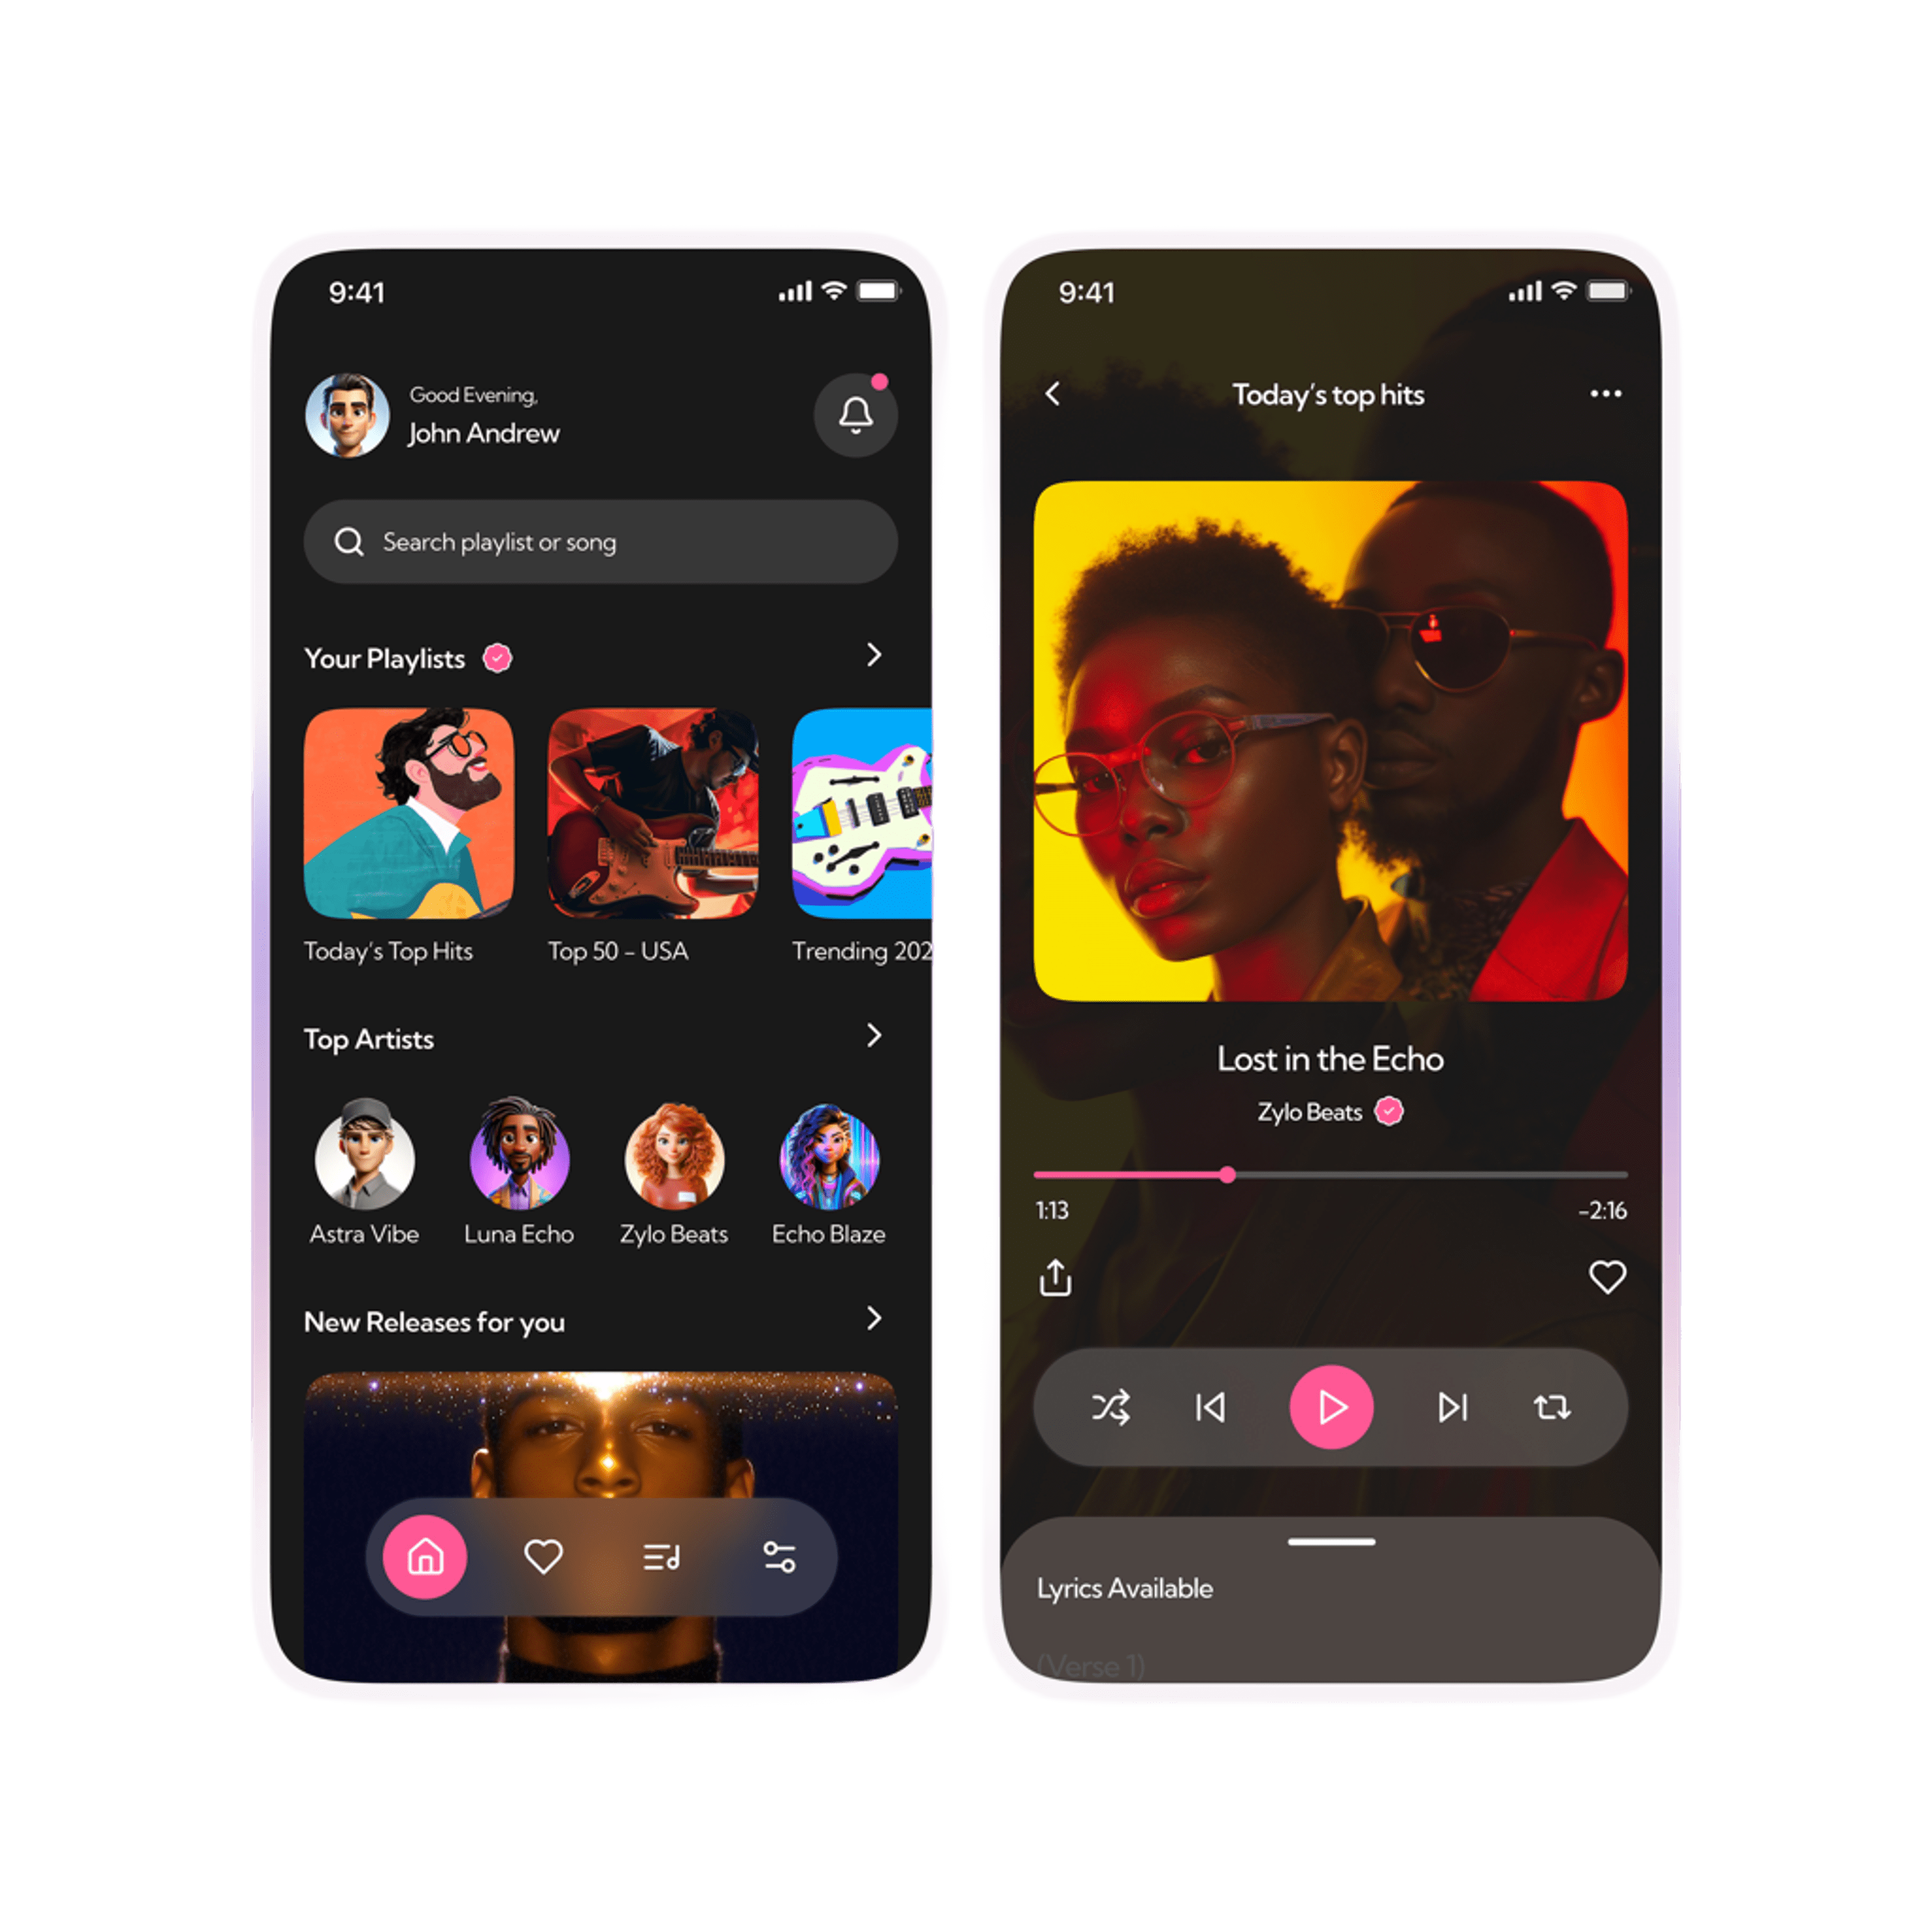 9:41
Good Evening,
John Andrew
Search playlist or song
Your Playlists
Today's Top Hits
Top 50 – USA
Trending 202
Top Artists
Astra Vibe
Luna Echo
Zylo Beats
Echo Blaze
New Releases for you
9:41
Today's top hits
Lost in the Echo
Zylo Beats
1:13
-2:16
Lyrics Available
(Verse 1)